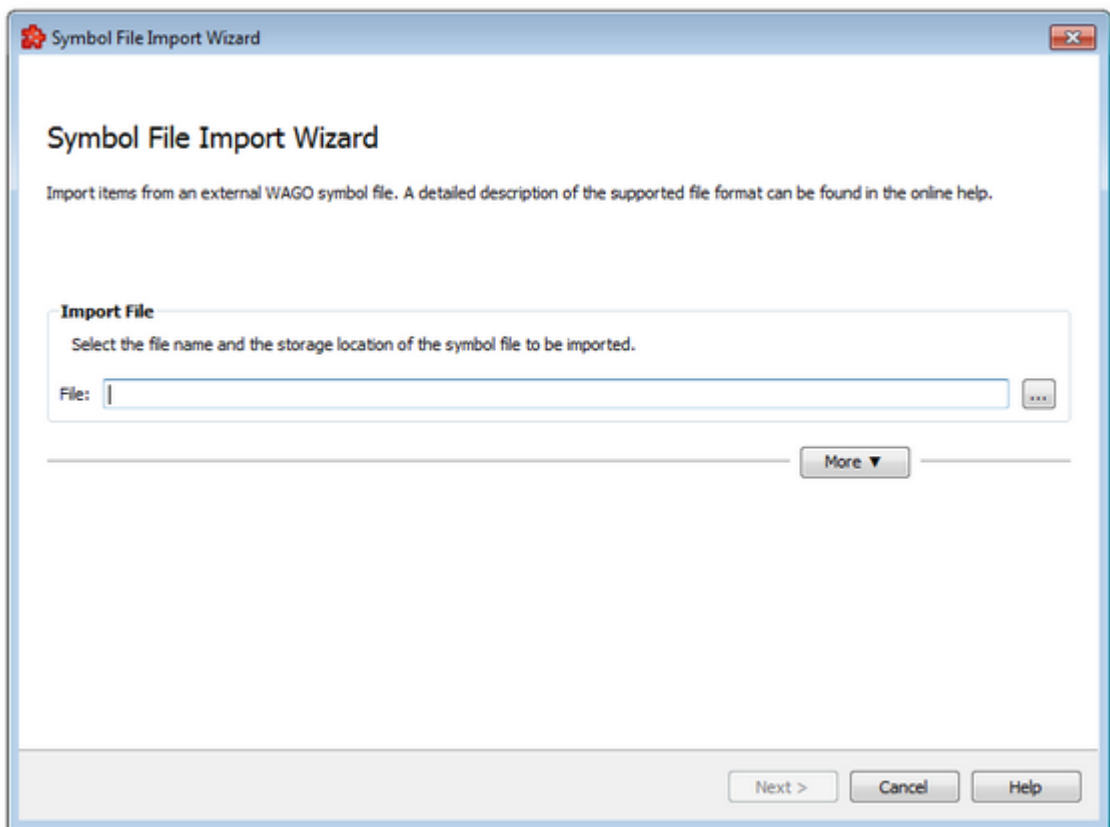 Symbol File Import Wizard
Symbol File Import Wizard
Import items from an external WAGO symbol file. A detailed description of the supported file format can be found in the online help.
Import File
Select the file name and the storage location of the symbol file to be imported.
File:
...
More ▼
Next > Cancel Help